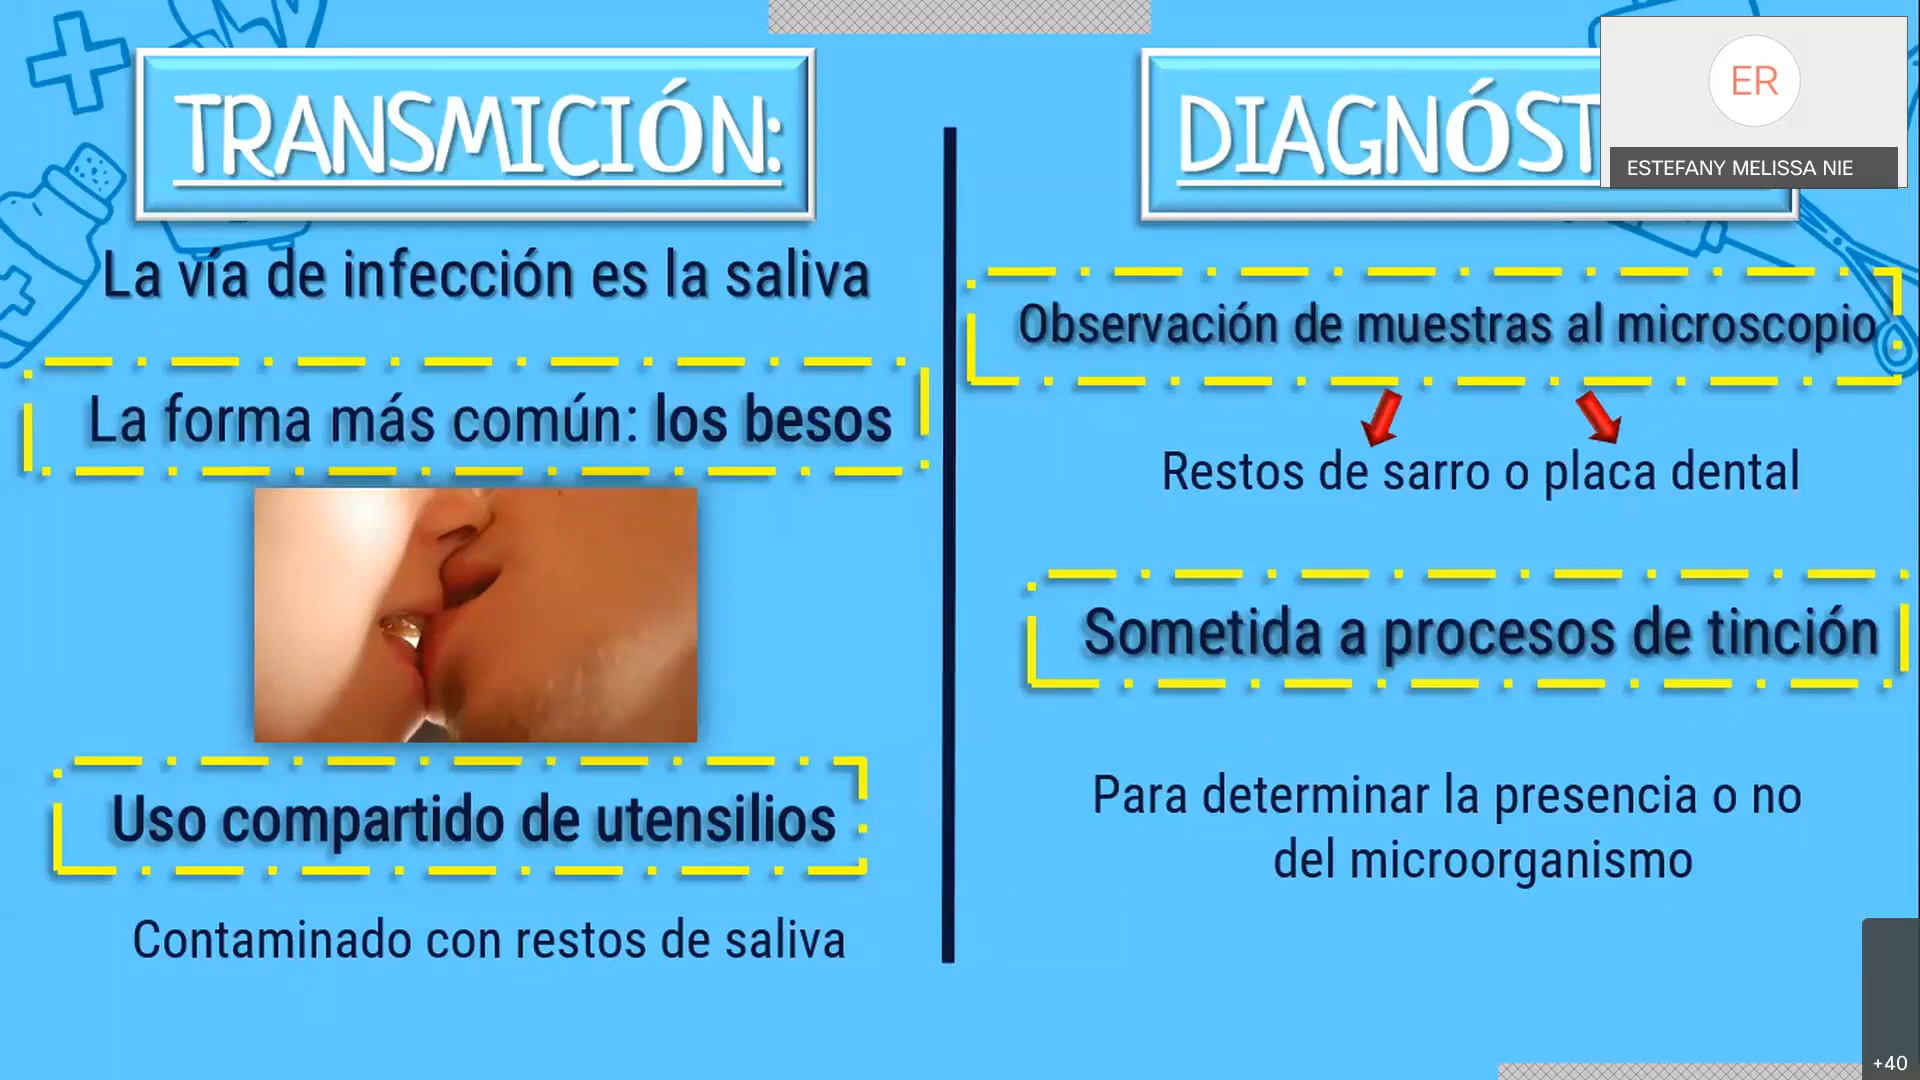 TRANSMICIÓN:
La vía de infección es la saliva
La forma más común: los besos
Uso compartido de utensilios
Contaminado con restos de saliva
DIAGNÓST
ER
ESTEFANY MELISSA NIE
Observación de muestras al microscopio
Restos de sarro o placa dental
Sometida a procesos de tinción
Para determinar la presencia o no
del microorganismo
+40